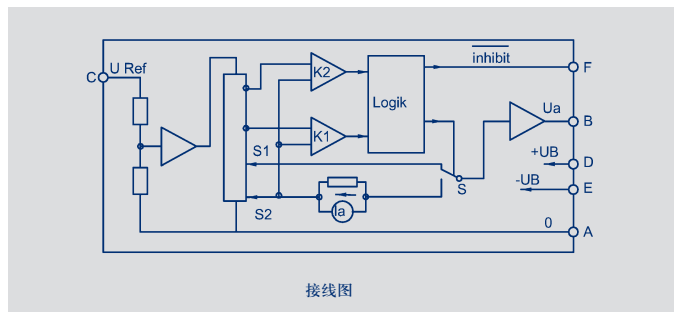 C
U Ref
K2
K1
Logik
inhibit
F
Ua
B
+UB
D
-UB
E
S1
S
S2
Ia
0
A
接线图